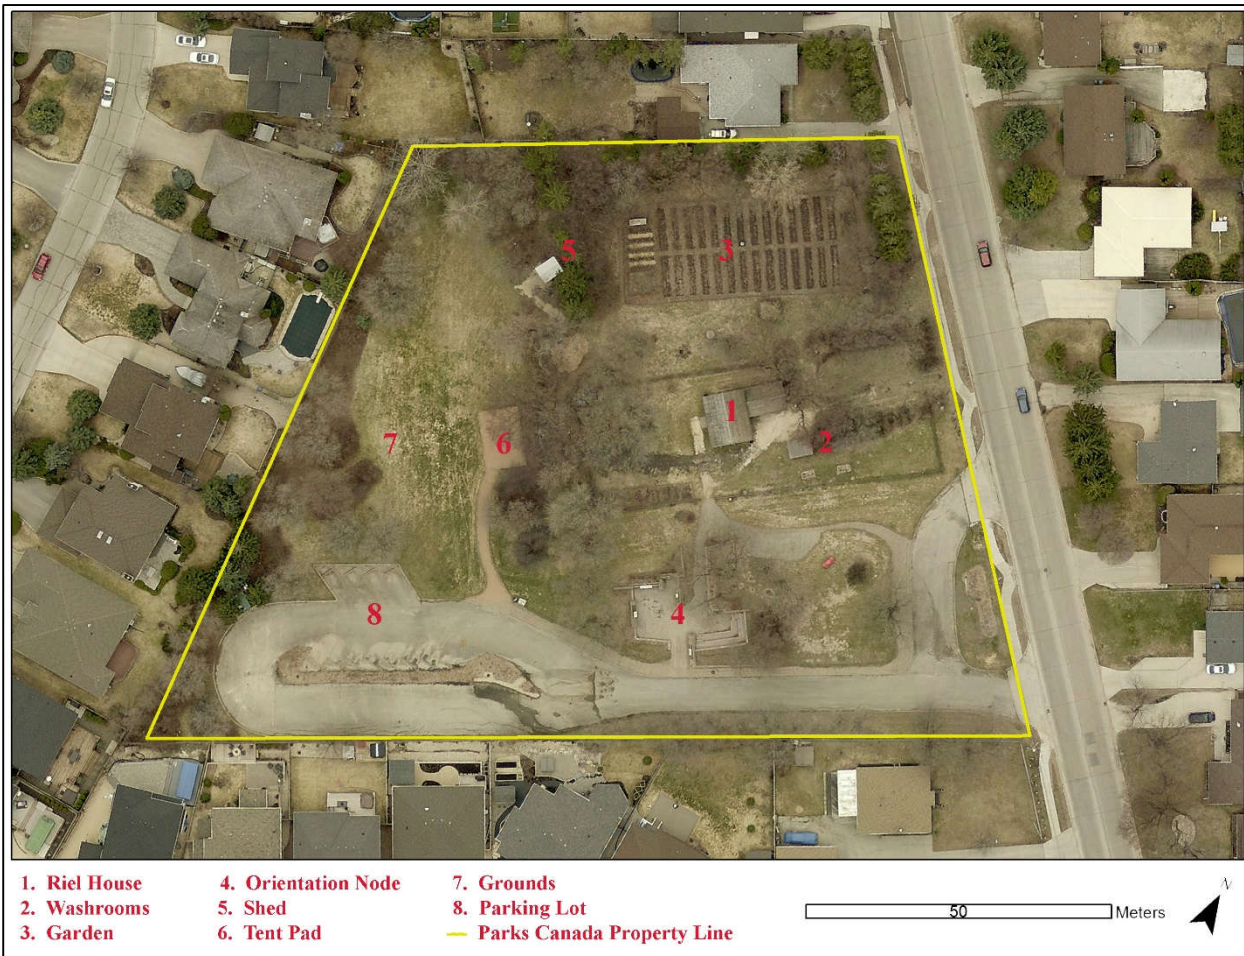 5
3
1
7
6
2
4
8
1. Riel House
2. Washrooms
3. Garden
4. Orientation Node
5. Shed
6. Tent Pad
7. Grounds
8. Parking Lot
Parks Canada Property Line
50 Meters
N